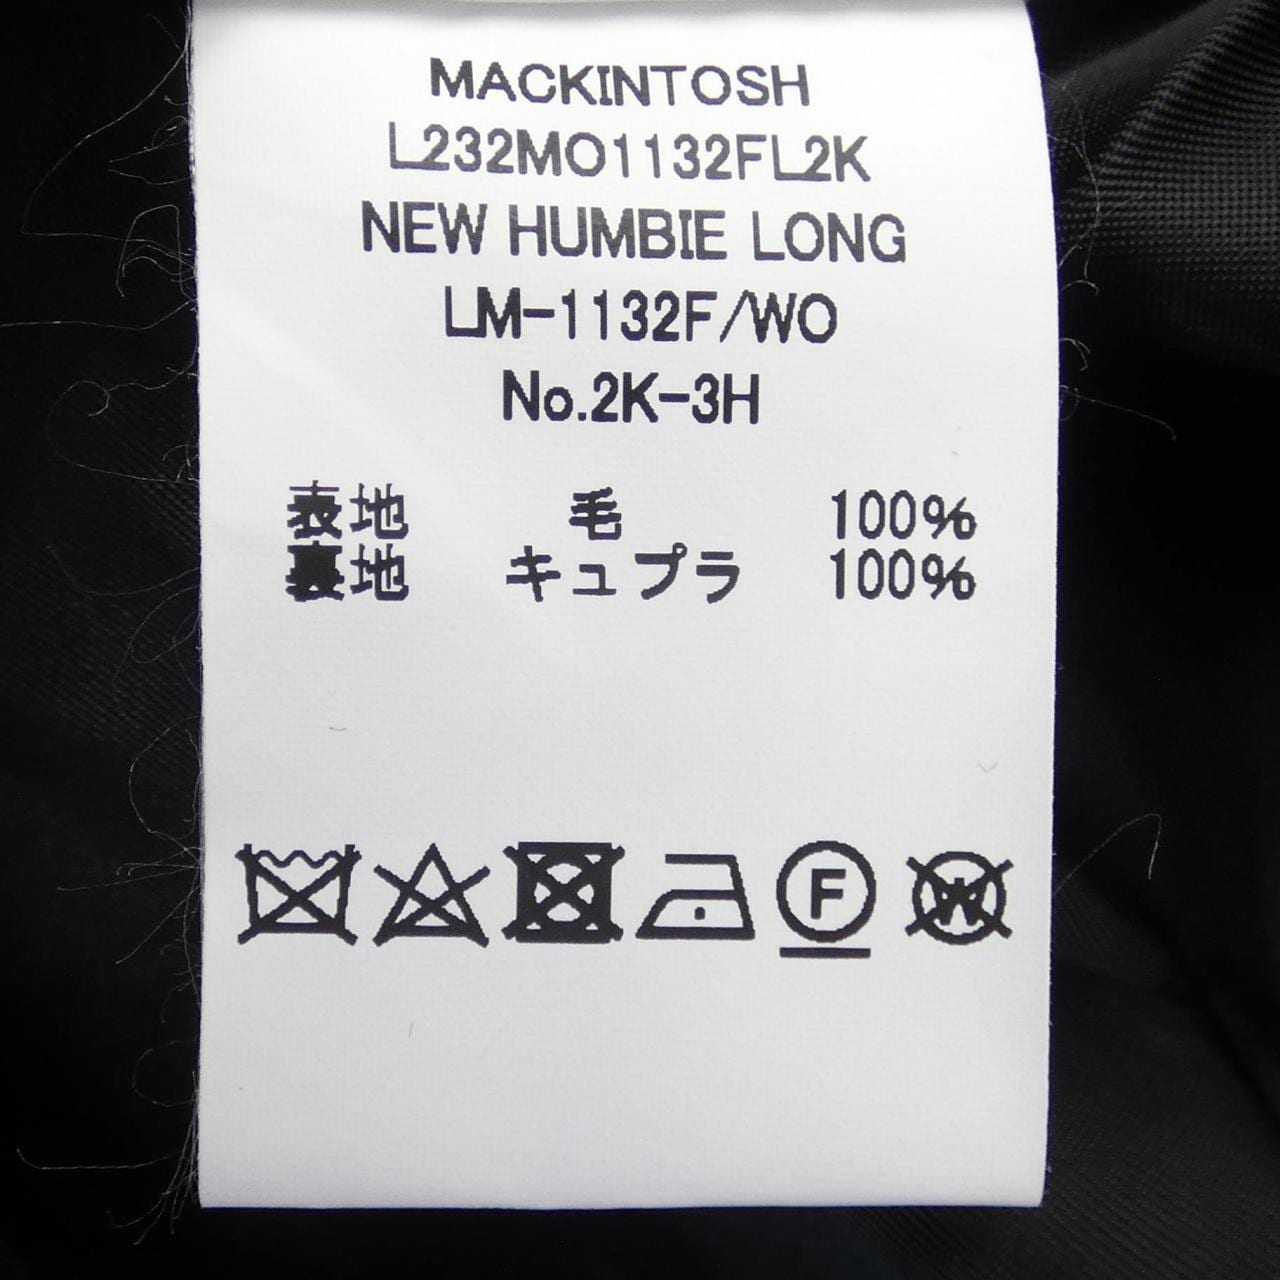 MACKINTOSH
L232MO1132FL2K
NEW HUMBIE LONG
LM-1132F/WO
No.2K-3H
表地 毛 100%
裏地 キュプラ 100%
F W